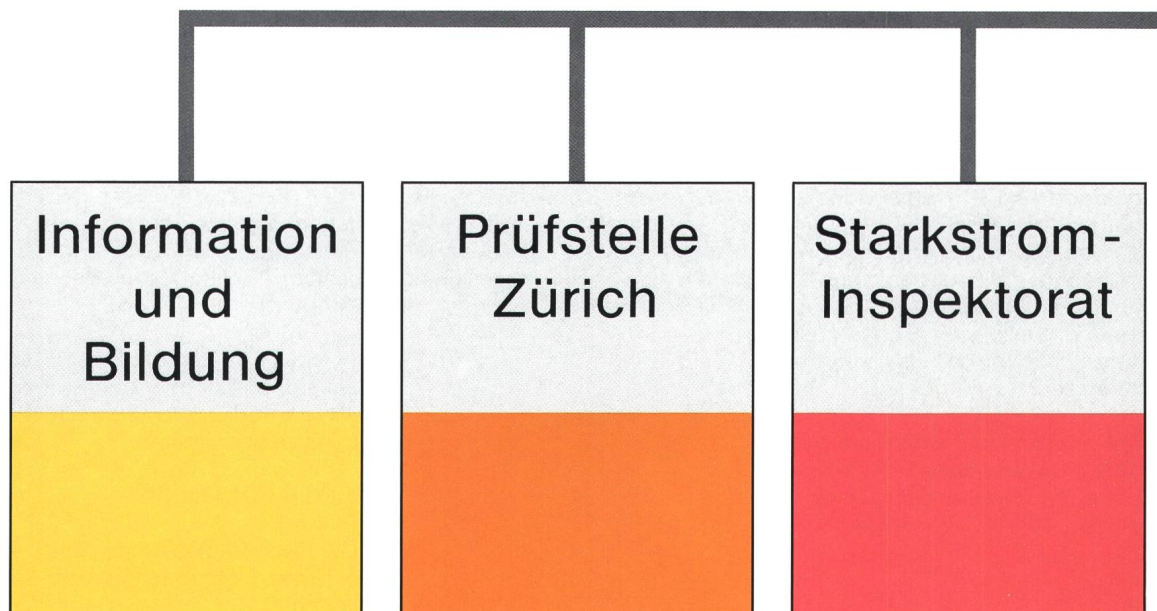 Information
und
Bildung
Prüfstelle
Zürich
Starkstrom-
Inspektorat